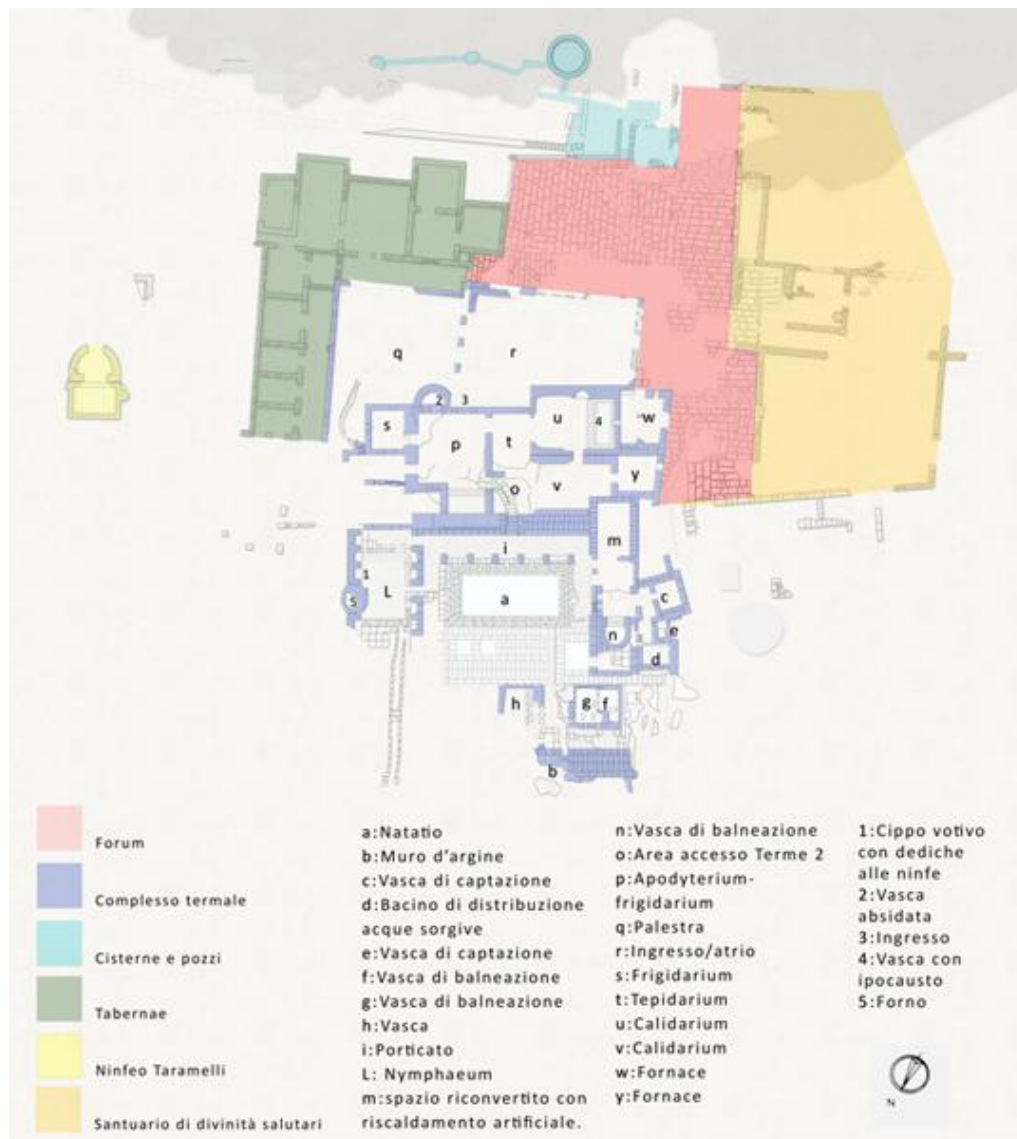 q
r
2
3
s
u
4
w
p
t
o
v
y
m
i
1
L
5
a
c
n
e
d
h
g
f
b
Forum
Complesso termale
Cisterne e pozzi
Tabernae
Ninfeo Taramelli
Santuario di divinità salutari
a:Natatio
b:Muro d'argine
c:Vasca di captazione
d:Bacino di distribuzione
acque sorgive
e:Vasca di captazione
f:Vasca di balneazione
g:Vasca di balneazione
h:Vasca
i:Porticato
L: Nymphaeum
m:spazio riconvertito con
riscaldamento artificiale.
n:Vasca di balneazione
o:Area accesso Terme 2
p:Apodyterium-
frigidarium
q:Palestra
r:Ingresso/atrio
s:Frigidarium
t:Tepidarium
u:Calidarium
v:Calidarium
w:Fornace
y:Fornace
1:Cippo votivo
con dediche
alle ninfe
2:Vasca
absidata
3:Ingresso
4:Vasca con
ipocausto
5:Forno
N